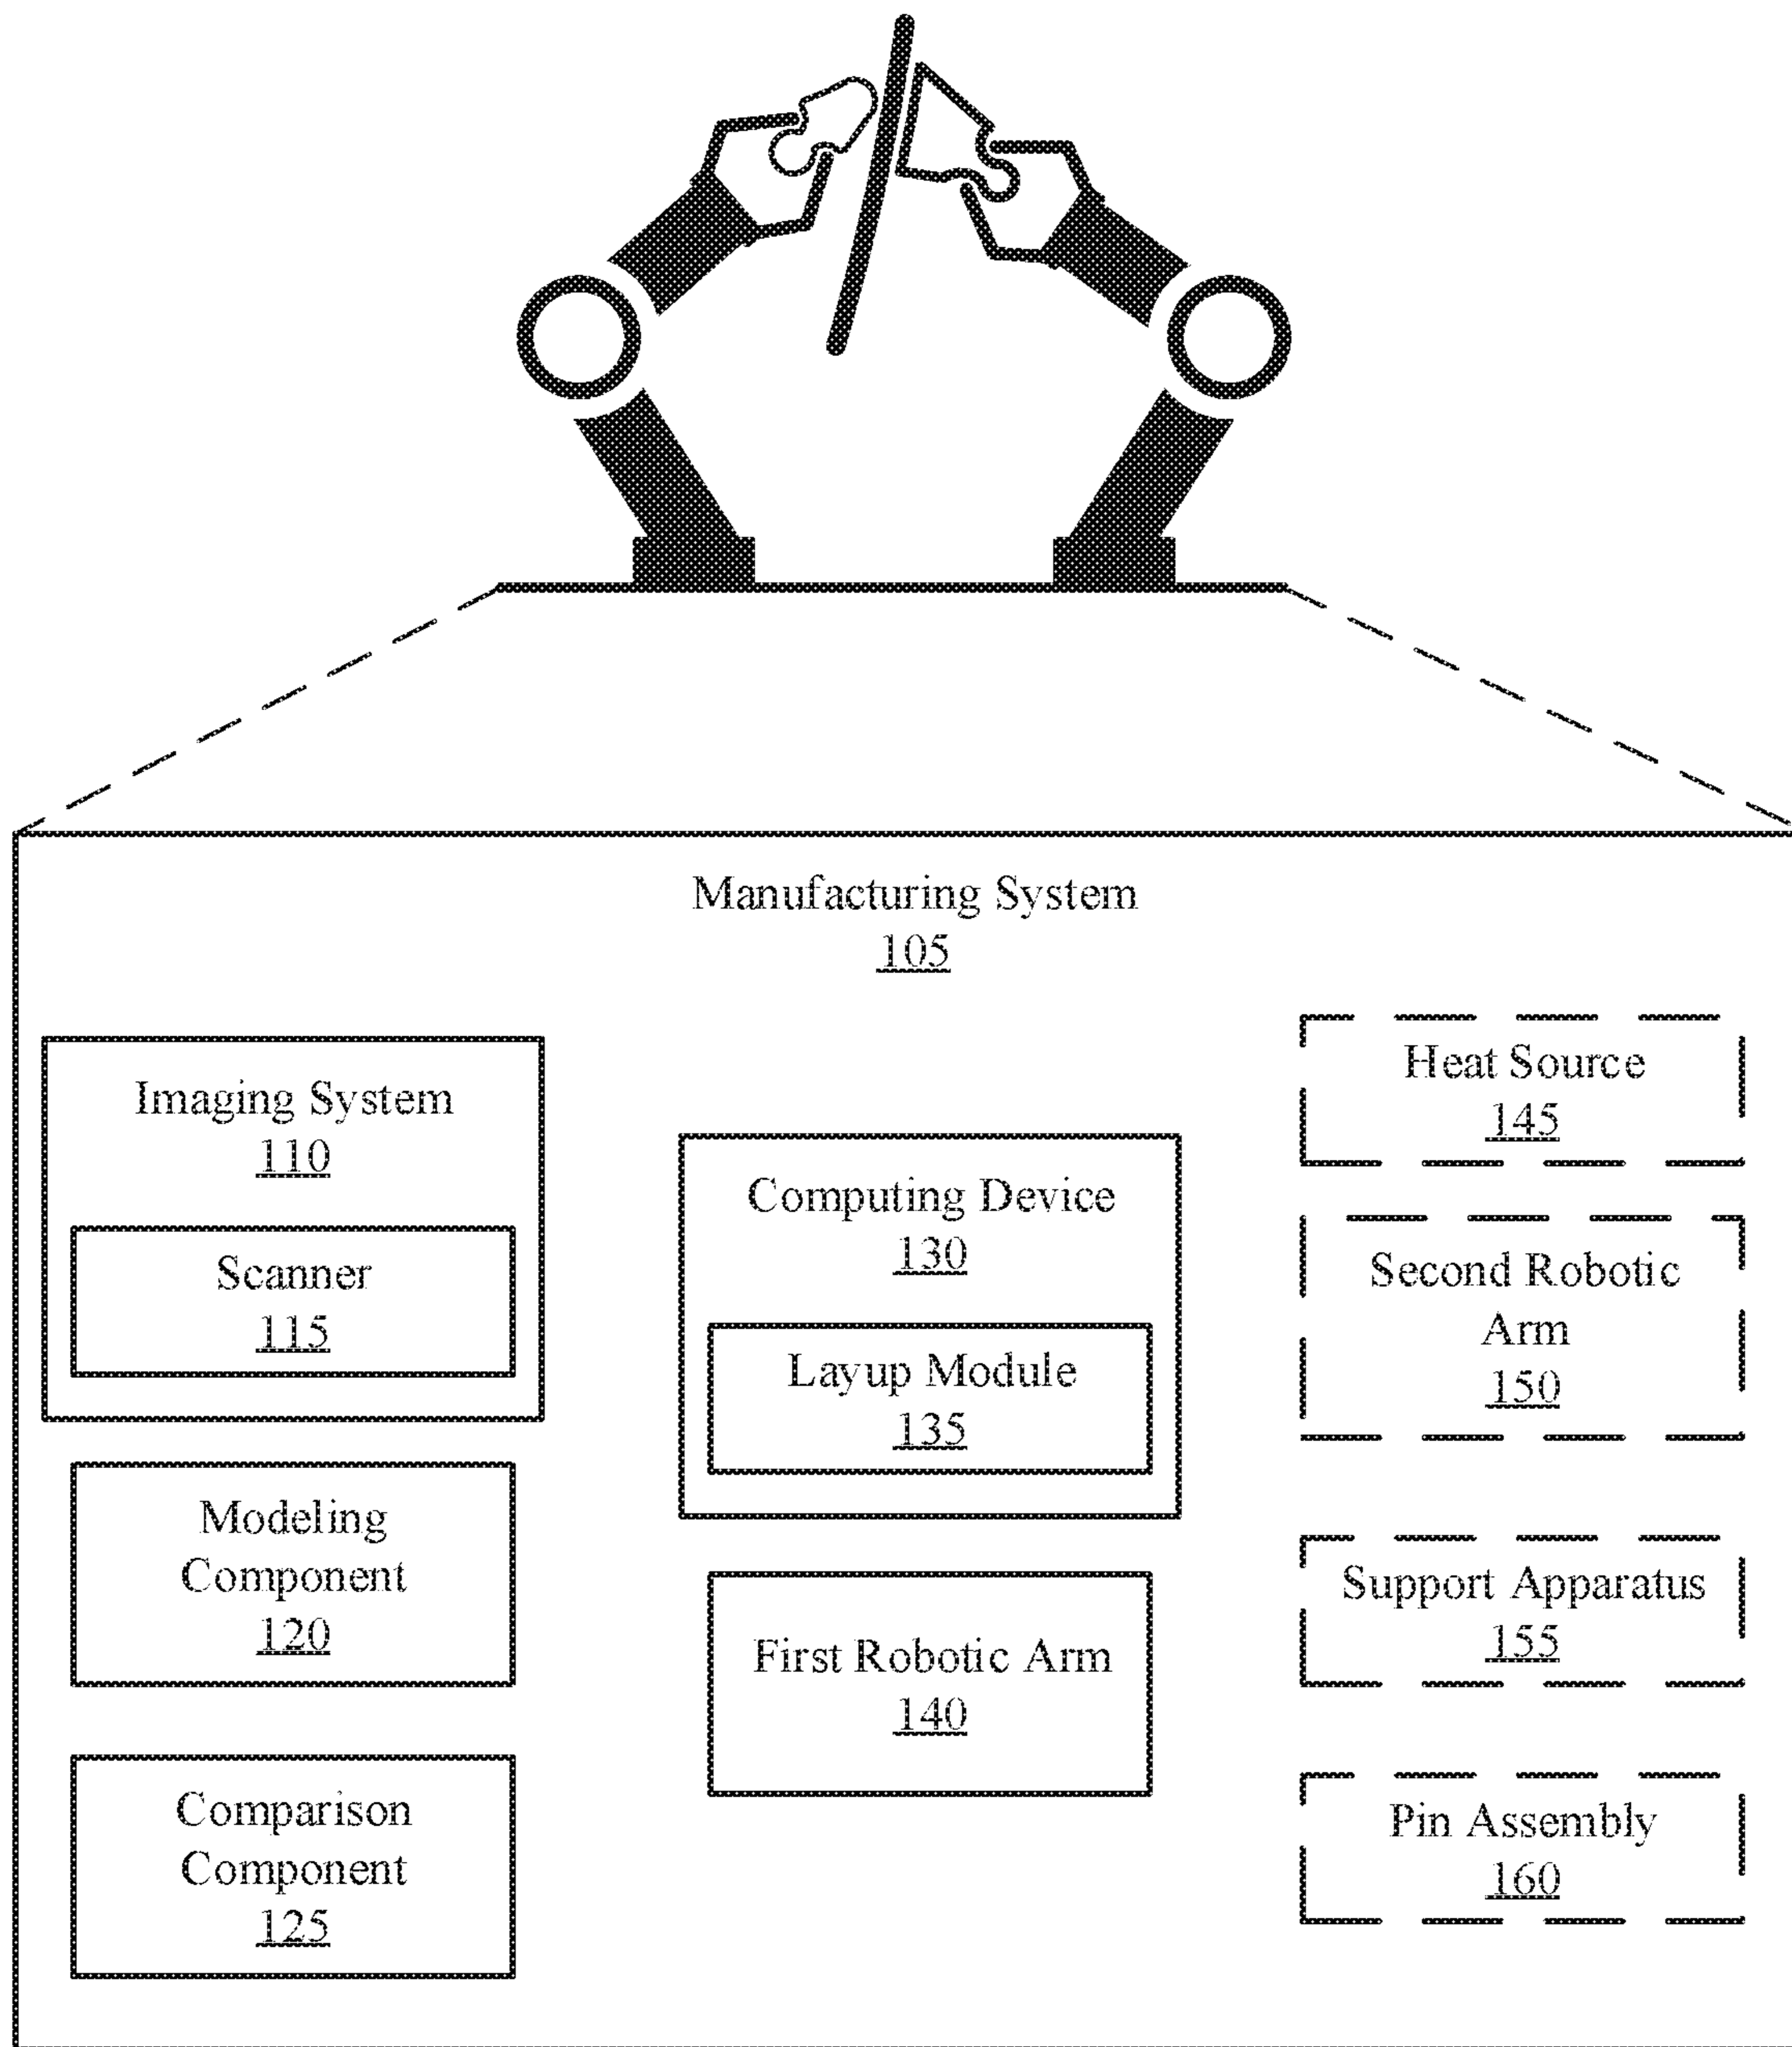 Manufacturing System
105
Imaging System
110
Scanner
115
Modeling
Component
120
Comparison
Component
125
Computing Device
130
Layup Module
135
First Robotic Arm
140
Heat Source
145
Second Robotic
Arm
150
Support Apparatus
155
Pin Assembly
160